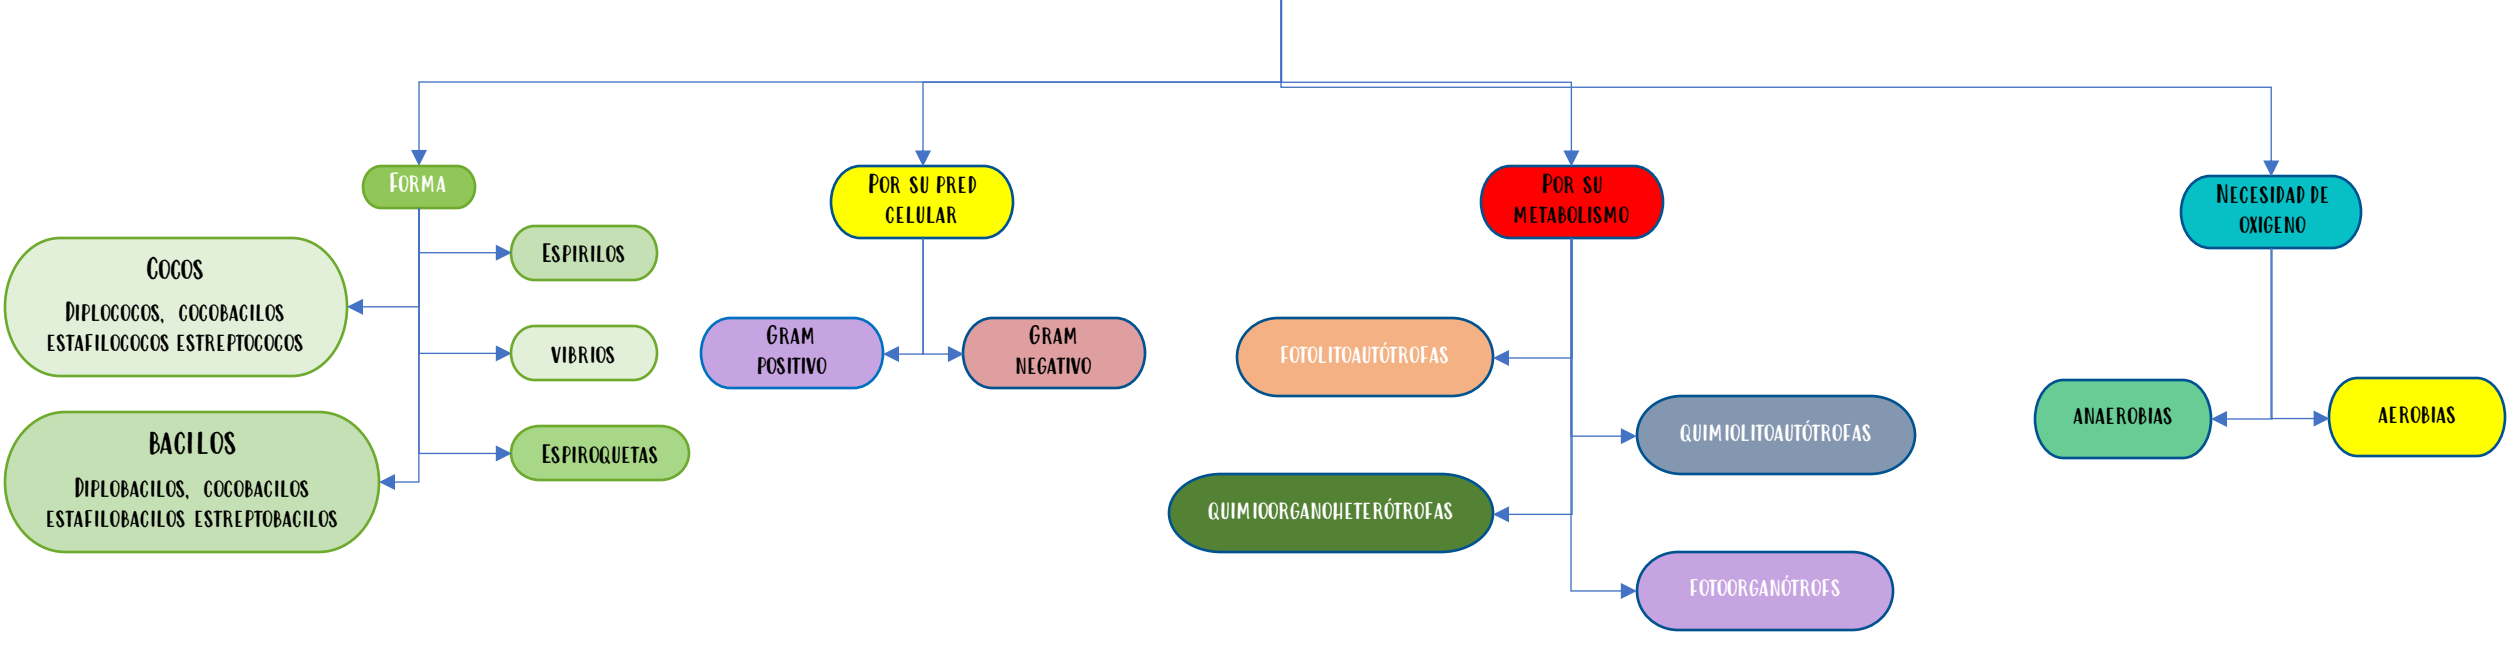 Forma
Cocos
Diplococos, cocobacilos
estafilococos estreptococos
bacilos
Diplobacilos, cocobacilos
estafilobacilos estreptobacilos
Espirilos
vibrios
Espiroquetas
Por su pred
celular
Gram
positivo
Gram
negativo
Por su
metabolismo
fotolitoautótrofas
quimiolitoautótrofas
quimioorganoheterótrofas
fotoorganótrofs
Necesidad de
oxigeno
anaerobias
aerobias